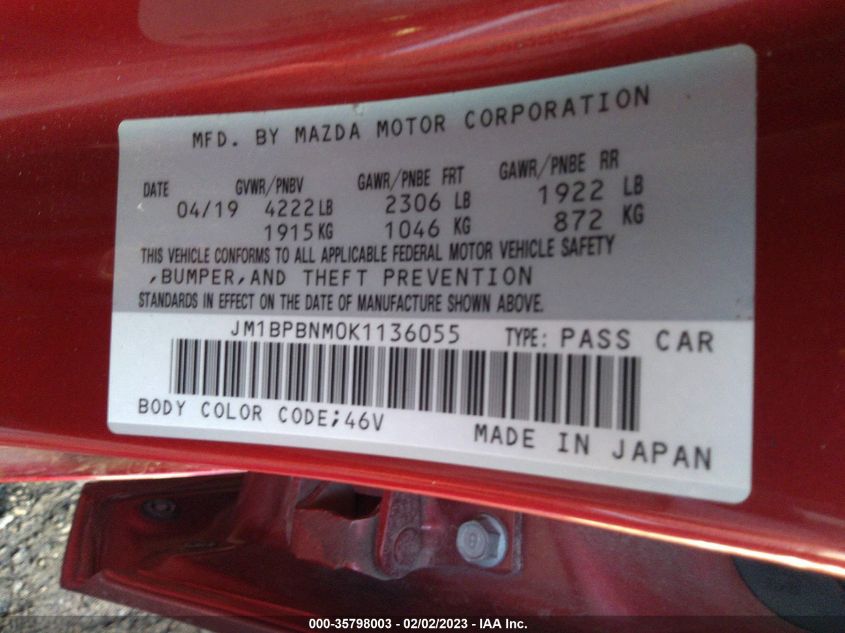 MFD. BY MAZDA MOTOR CORPORATION
DATE GVWR/PNBV GAWR/PNBE FRT GAWR/PNBE RR
04/19 4222 LB 2306 LB 1922 LB
1915 KG 1046 KG 872 KG
THIS VEHICLE CONFORMS TO ALL APPLICABLE FEDERAL MOTOR VEHICLE SAFETY
,BUMPER,AND THEFT PREVENTION
STANDARDS IN EFFECT ON THE DATE OF MANUFACTURE SHOWN ABOVE.
JM1BPBNM0K1136055 TYPE: PASS CAR
BODY COLOR CODE;46V
MADE IN JAPAN
000-35798003 - 02/02/2023 - IAA Inc.